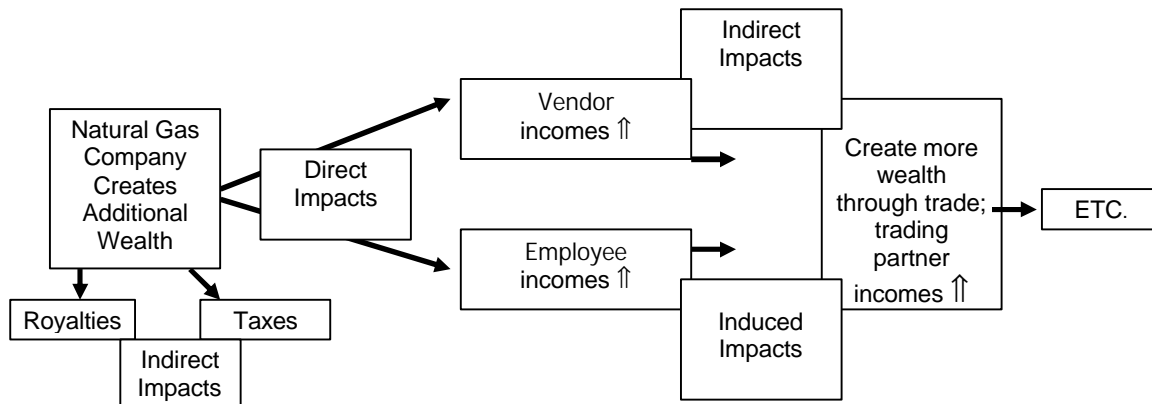 Natural Gas
Company
Creates
Additional
Wealth
Royalties
Taxes
Indirect
Impacts
Direct
Impacts
Vendor
incomes ⇑
Employee
incomes ⇑
Indirect
Impacts
Induced
Impacts
Create more
wealth
through trade;
trading
partner
incomes ⇑
ETC.